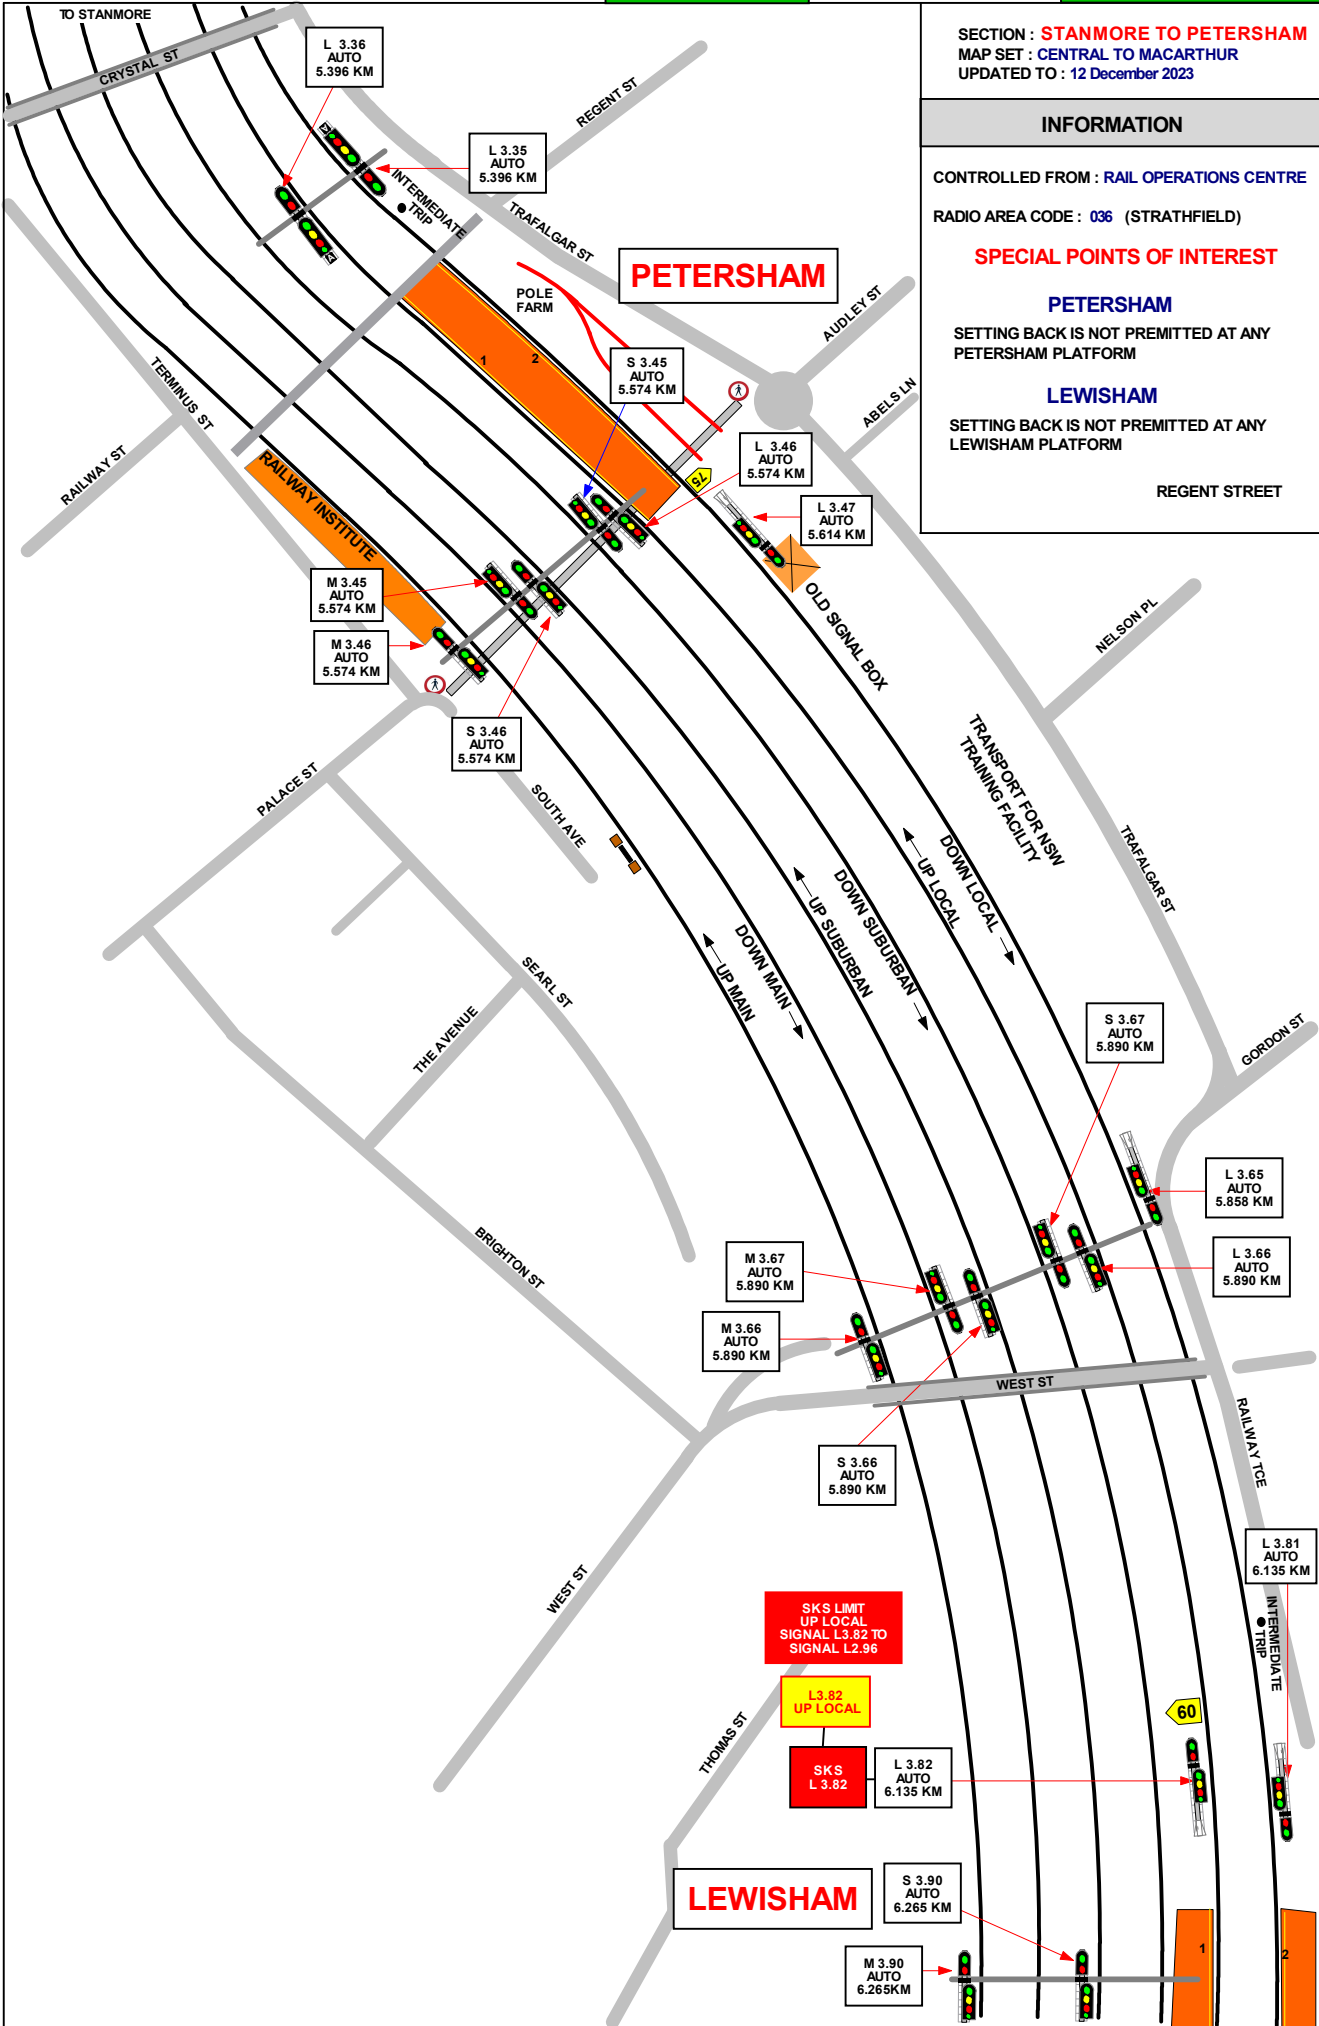 TO STANMORE
CRYSTAL ST
L 3.36
AUTO
5.396 KM
REGENT ST
L 3.35
AUTO
5.396 KM
INTERMEDIATE
TRIP
TRAFALGAR ST
SECTION : STANMORE TO PETERSHAM
MAP SET : CENTRAL TO MACARTHUR
UPDATED TO : 12 December 2023
INFORMATION
CONTROLLED FROM : RAIL OPERATIONS CENTRE
RADIO AREA CODE : 036 (STRATHFIELD)
SPECIAL POINTS OF INTEREST
PETERSHAM
SETTING BACK IS NOT PREMITTED AT ANY
PETERSHAM PLATFORM
LEWISHAM
SETTING BACK IS NOT PREMITTED AT ANY
LEWISHAM PLATFORM
REGENT STREET
PETERSHAM
POLE
FARM
1
2
AUDLEY ST
ABELS LN
S 3.45
AUTO
5.574 KM
TERMINUS ST
RAILWAY ST
RAILWAY INSTITUTE
L 3.46
AUTO
5.574 KM
75
L 3.47
AUTO
5.614 KM
OLD SIGNAL BOX
M 3.45
AUTO
5.574 KM
M 3.46
AUTO
5.574 KM
S 3.46
AUTO
5.574 KM
NELSON PL
PALACE ST
SOUTH AVE
TRANSPORT FOR NSW
TRAINING FACILITY
TRAFALGAR ST
DOWN LOCAL
UP LOCAL
DOWN SUBURBAN
UP SUBURBAN
DOWN MAIN
UP MAIN
SEARL ST
THE AVENUE
BRIGHTON ST
S 3.67
AUTO
5.890 KM
GORDON ST
L 3.65
AUTO
5.858 KM
L 3.66
AUTO
5.890 KM
M 3.67
AUTO
5.890 KM
M 3.66
AUTO
5.890 KM
WEST ST
S 3.66
AUTO
5.890 KM
RAILWAY TCE
WEST ST
L 3.81
AUTO
6.135 KM
INTERMEDIATE
TRIP
SKS LIMIT
UP LOCAL
SIGNAL L3.82 TO
SIGNAL L2.96
L3.82
UP LOCAL
60
THOMAS ST
SKS
L 3.82
L 3.82
AUTO
6.135 KM
LEWISHAM
S 3.90
AUTO
6.265 KM
M 3.90
AUTO
6.265KM
1
2